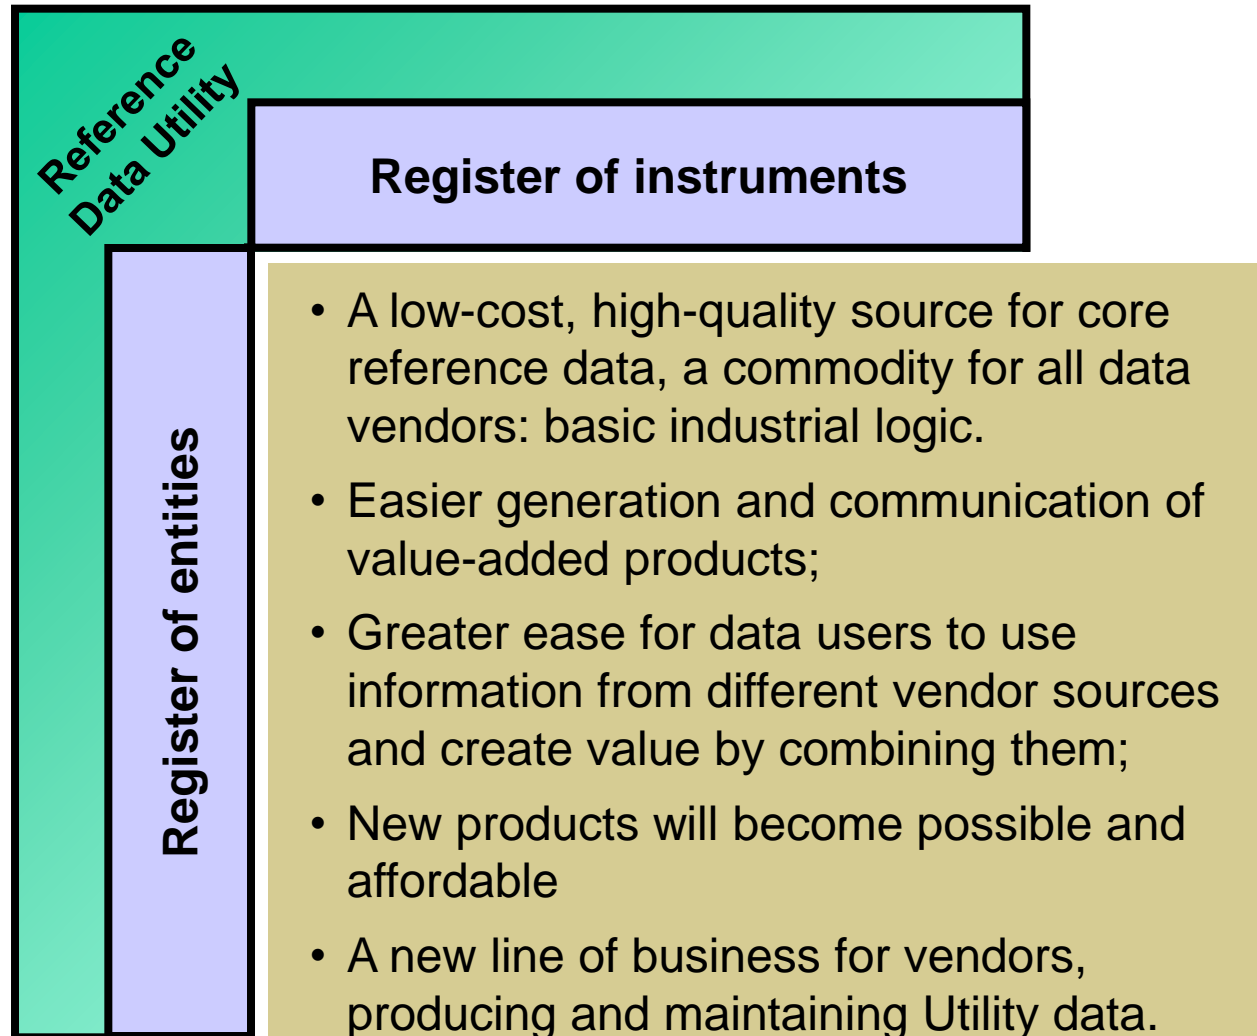 Reference
Data Utility
Register of instruments
Register of entities
• A low-cost, high-quality source for core
reference data, a commodity for all data
vendors: basic industrial logic.
• Easier generation and communication of
value-added products;
• Greater ease for data users to use
information from different vendor sources
and create value by combining them;
• New products will become possible and
affordable
• A new line of business for vendors,
producing and maintaining Utility data.